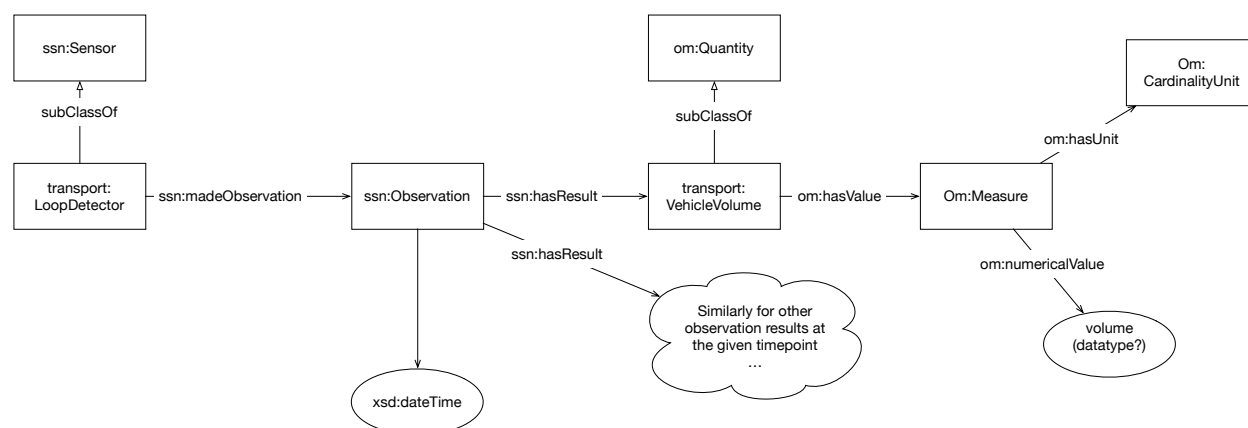 ssn:Sensor
om:Quantity
Om:
CardinalityUnit
subClassOf
subClassOf
om:hasUnit
transport:
LoopDetector
ssn:madeObservation
ssn:Observation
ssn:hasResult
transport:
VehicleVolume
om:hasValue
Om:Measure
ssn:hasResult
om:numericalValue
Similarly for other
observation results at
the given timepoint
...
volume
(datatype?)
xsd:dateTime